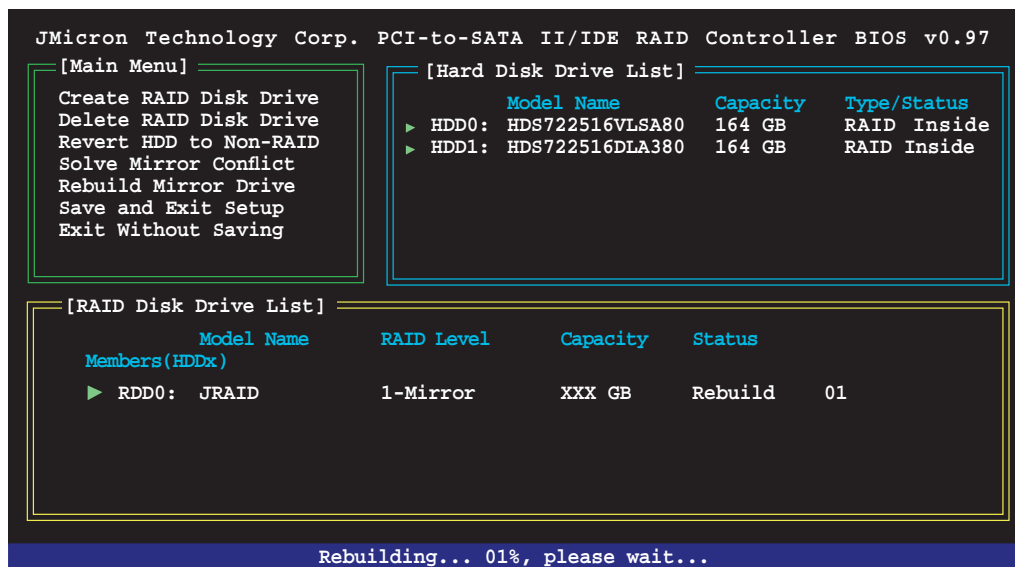 JMicron Technology Corp. PCI-to-SATA II/IDE RAID Controller BIOS v0.97
[Main Menu]
Create RAID Disk Drive
Delete RAID Disk Drive
Revert HDD to Non-RAID
Solve Mirror Conflict
Rebuild Mirror Drive
Save and Exit Setup
Exit Without Saving
[Hard Disk Drive List]
Model Name Capacity Type/Status
HDD0: HDS722516VLSA80 164 GB RAID Inside
HDD1: HDS722516DLA380 164 GB RAID Inside
[RAID Disk Drive List]
Model Name RAID Level Capacity Status
Members(HDDx)
RDD0: JRAID 1-Mirror XXX GB Rebuild 01
Rebuilding... 01%, please wait...